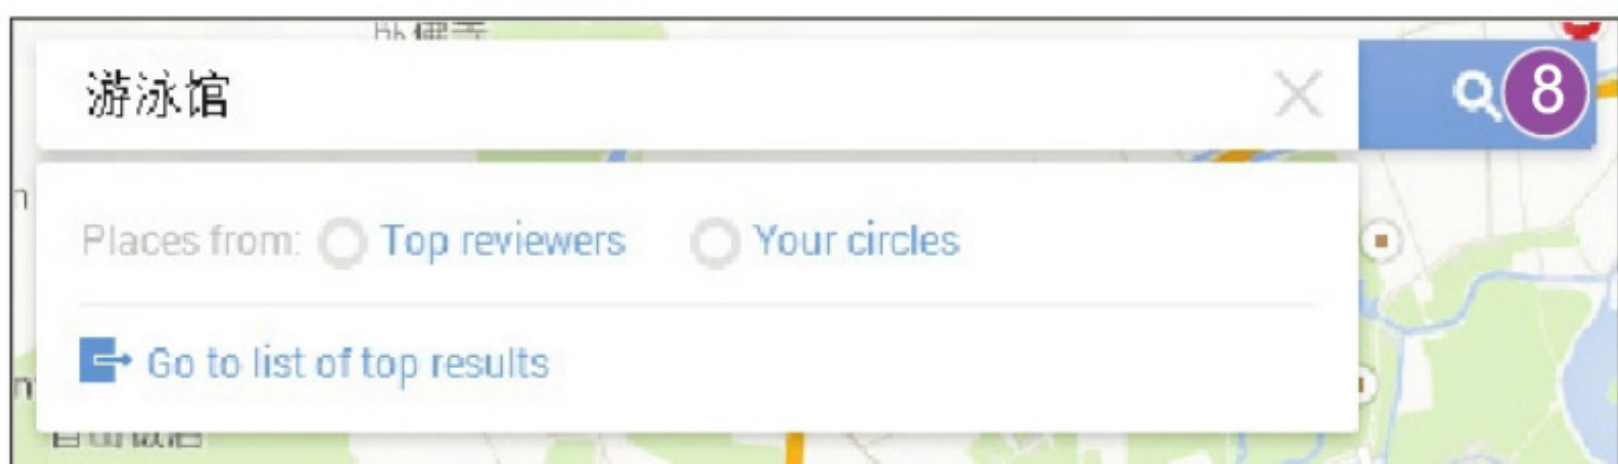 游泳馆
8
Places from: Top reviewers Your circles
Go to list of top results